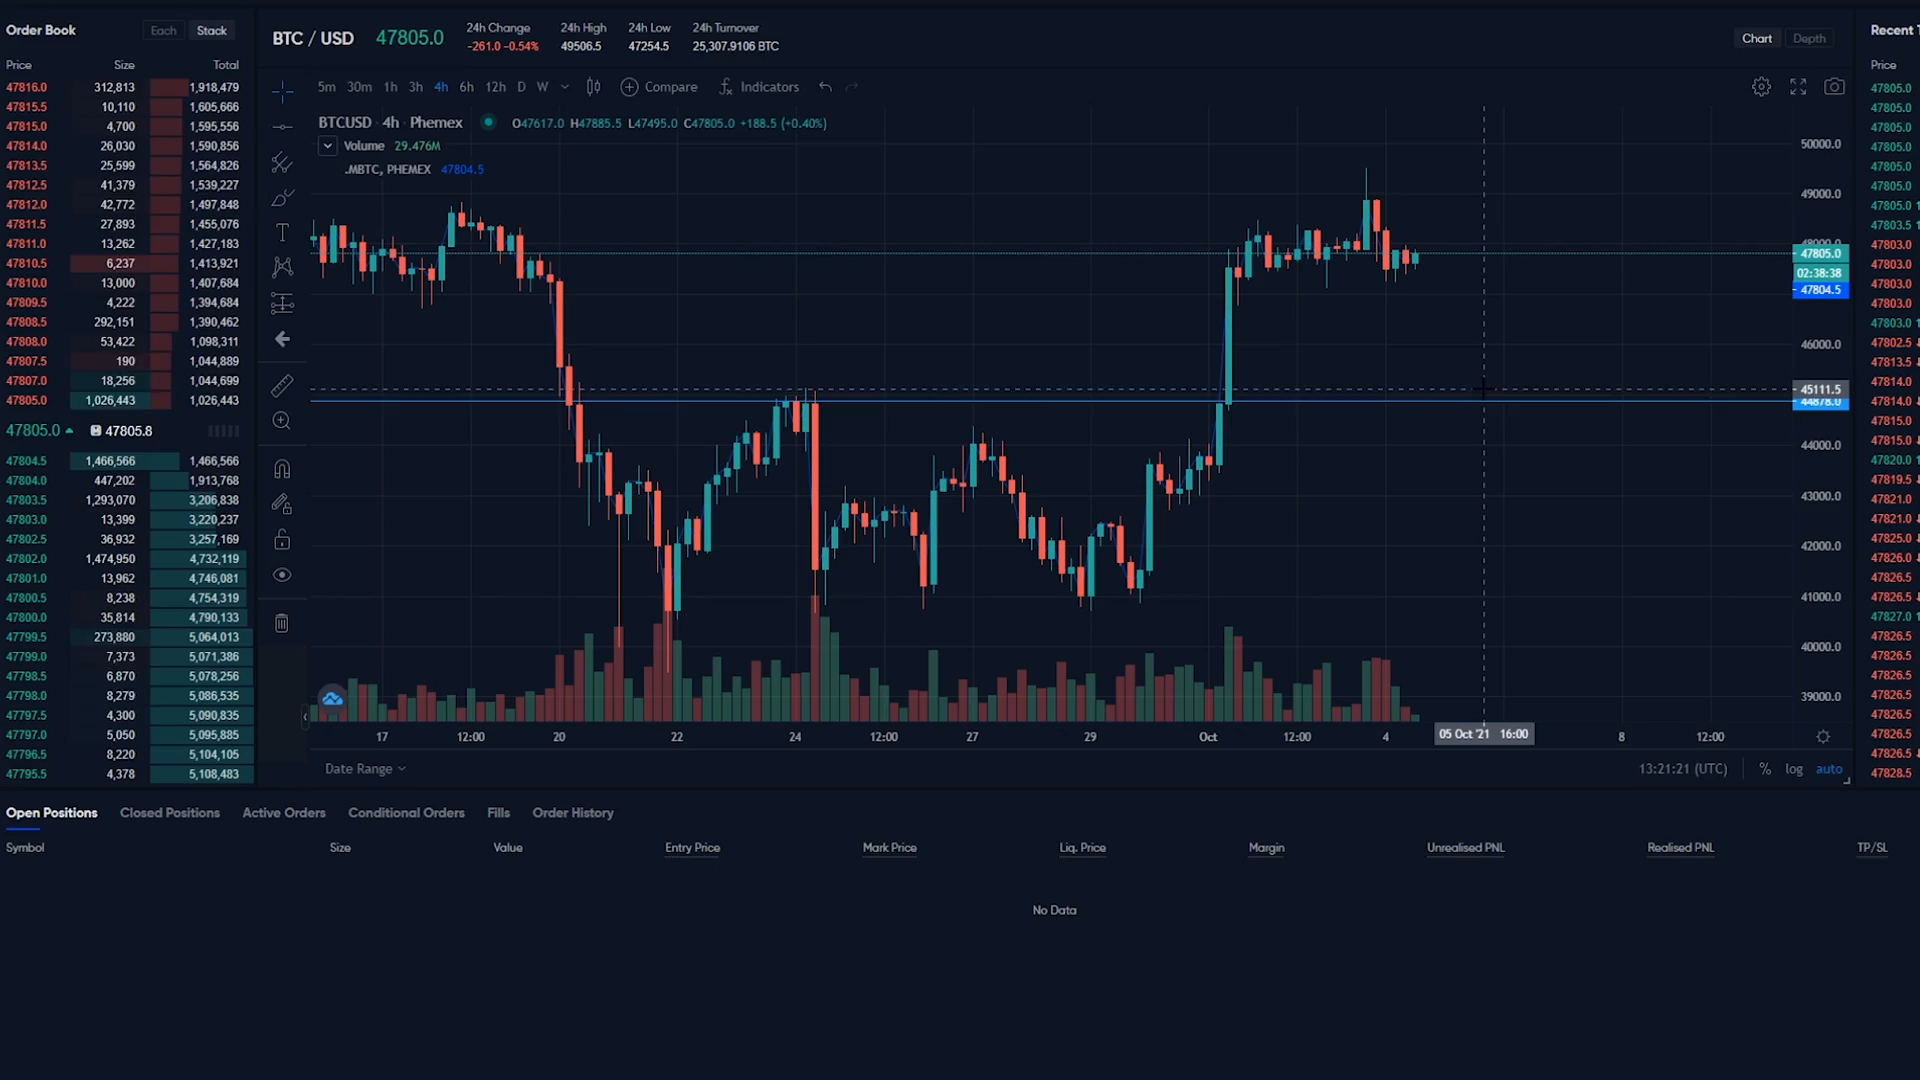 Order Book
Each
Stack
Price Size Total
47816.0 312,813 1,918,479
47815.5 10,110 1,605,666
47815.0 4,700 1,595,556
47814.0 26,030 1,590,856
47813.5 25,599 1,564,826
47812.5 41,379 1,539,227
47812.0 42,772 1,497,848
47811.5 27,893 1,455,076
47811.0 13,262 1,427,183
47810.5 6,237 1,413,921
47810.0 13,000 1,407,684
47809.5 4,222 1,394,684
47808.5 292,151 1,390,462
47808.0 53,422 1,098,311
47807.5 190 1,044,889
47807.0 18,256 1,044,699
47805.0 1,026,443 1,026,443
47805.0 47805.8
47804.5 1,466,566 1,466,566
47804.0 447,202 1,913,768
47803.5 1,293,070 3,206,838
47803.0 13,399 3,220,237
47802.5 36,932 3,257,169
47802.0 1,474,950 4,732,119
47801.0 13,962 4,746,081
47800.5 8,238 4,754,319
47800.0 35,814 4,790,133
47799.5 273,880 5,064,013
47799.0 7,373 5,071,386
47798.5 6,870 5,078,256
47798.0 8,279 5,086,535
47797.5 4,300 5,090,835
47797.0 5,050 5,095,885
47796.5 8,220 5,104,105
47795.5 4,378 5,108,483
BTC / USD 47805.0
24h Change
-261.0 -0.54%
24h High
49506.5
24h Low
47254.5
24h Turnover
25,307.9106 BTC
Chart
Depth
5m 30m 1h 3h 4h 6h 12h D W Compare Indicators
BTCUSD · 4h · Phemex O47617.0 H47885.5 L47495.0 C47805.0 +188.5 (+0.40%)
Volume 29.476M
.MBTC, PHEMEX 47804.5
50000.0
49000.0
48000.0
47805.0
02:38:38
47804.5
46000.0
45111.5
44878.0
44000.0
43000.0
42000.0
41000.0
40000.0
39000.0
17 12:00 20 22 24 12:00 27 29 Oct 12:00 4 05 Oct '21 16:00 8 12:00
Date Range
13:21:21 (UTC) % log auto
Recent
Price
47805.0
47805.0
47805.0
47805.0
47805.0
47805.0
47805.0
47803.5
47803.0
47803.0
47803.0
47803.0
47803.0
47802.5
47813.5
47814.0
47814.0
47815.0
47815.0
47820.0
47819.5
47821.0
47821.0
47825.0
47826.0
47826.5
47826.5
47827.0
47826.5
47826.5
47826.5
47826.5
47826.5
47826.5
47826.5
47828.5
Open Positions
Closed Positions
Active Orders
Conditional Orders
Fills
Order History
Symbol Size Value Entry Price Mark Price Liq. Price Margin Unrealised PNL Realised PNL TP/SL
No Data